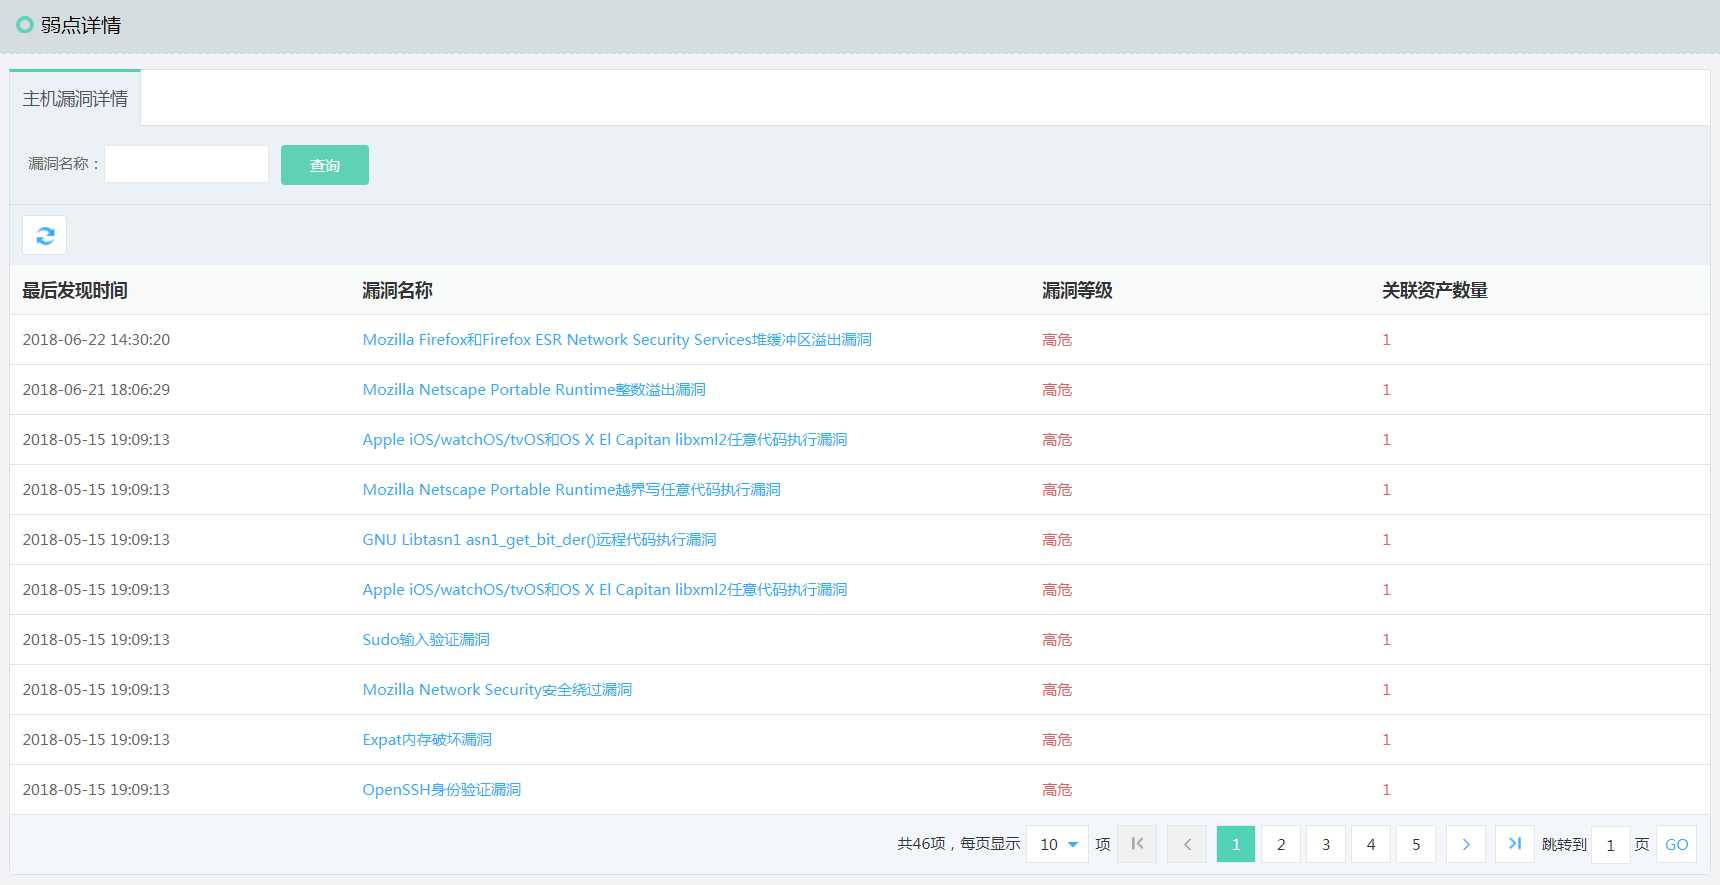 弱点详情
主机漏洞详情
漏洞名称： 查询
最后发现时间 漏洞名称 漏洞等级 关联资产数量
2018-06-22 14:30:20 Mozilla Firefox和Firefox ESR Network Security Services堆缓冲区溢出漏洞 高危 1
2018-06-21 18:06:29 Mozilla Netscape Portable Runtime整数溢出漏洞 高危 1
2018-05-15 19:09:13 Apple iOS/watchOS/tvOS和OS X El Capitan libxml2任意代码执行漏洞 高危 1
2018-05-15 19:09:13 Mozilla Netscape Portable Runtime越界写任意代码执行漏洞 高危 1
2018-05-15 19:09:13 GNU Libtasn1 asn1_get_bit_der()远程代码执行漏洞 高危 1
2018-05-15 19:09:13 Apple iOS/watchOS/tvOS和OS X El Capitan libxml2任意代码执行漏洞 高危 1
2018-05-15 19:09:13 Sudo输入验证漏洞 高危 1
2018-05-15 19:09:13 Mozilla Network Security安全绕过漏洞 高危 1
2018-05-15 19:09:13 Expat内存破坏漏洞 高危 1
2018-05-15 19:09:13 OpenSSH身份验证漏洞 高危 1
共46项，每页显示 10 项 1 2 3 4 5 跳转到 1 页 GO